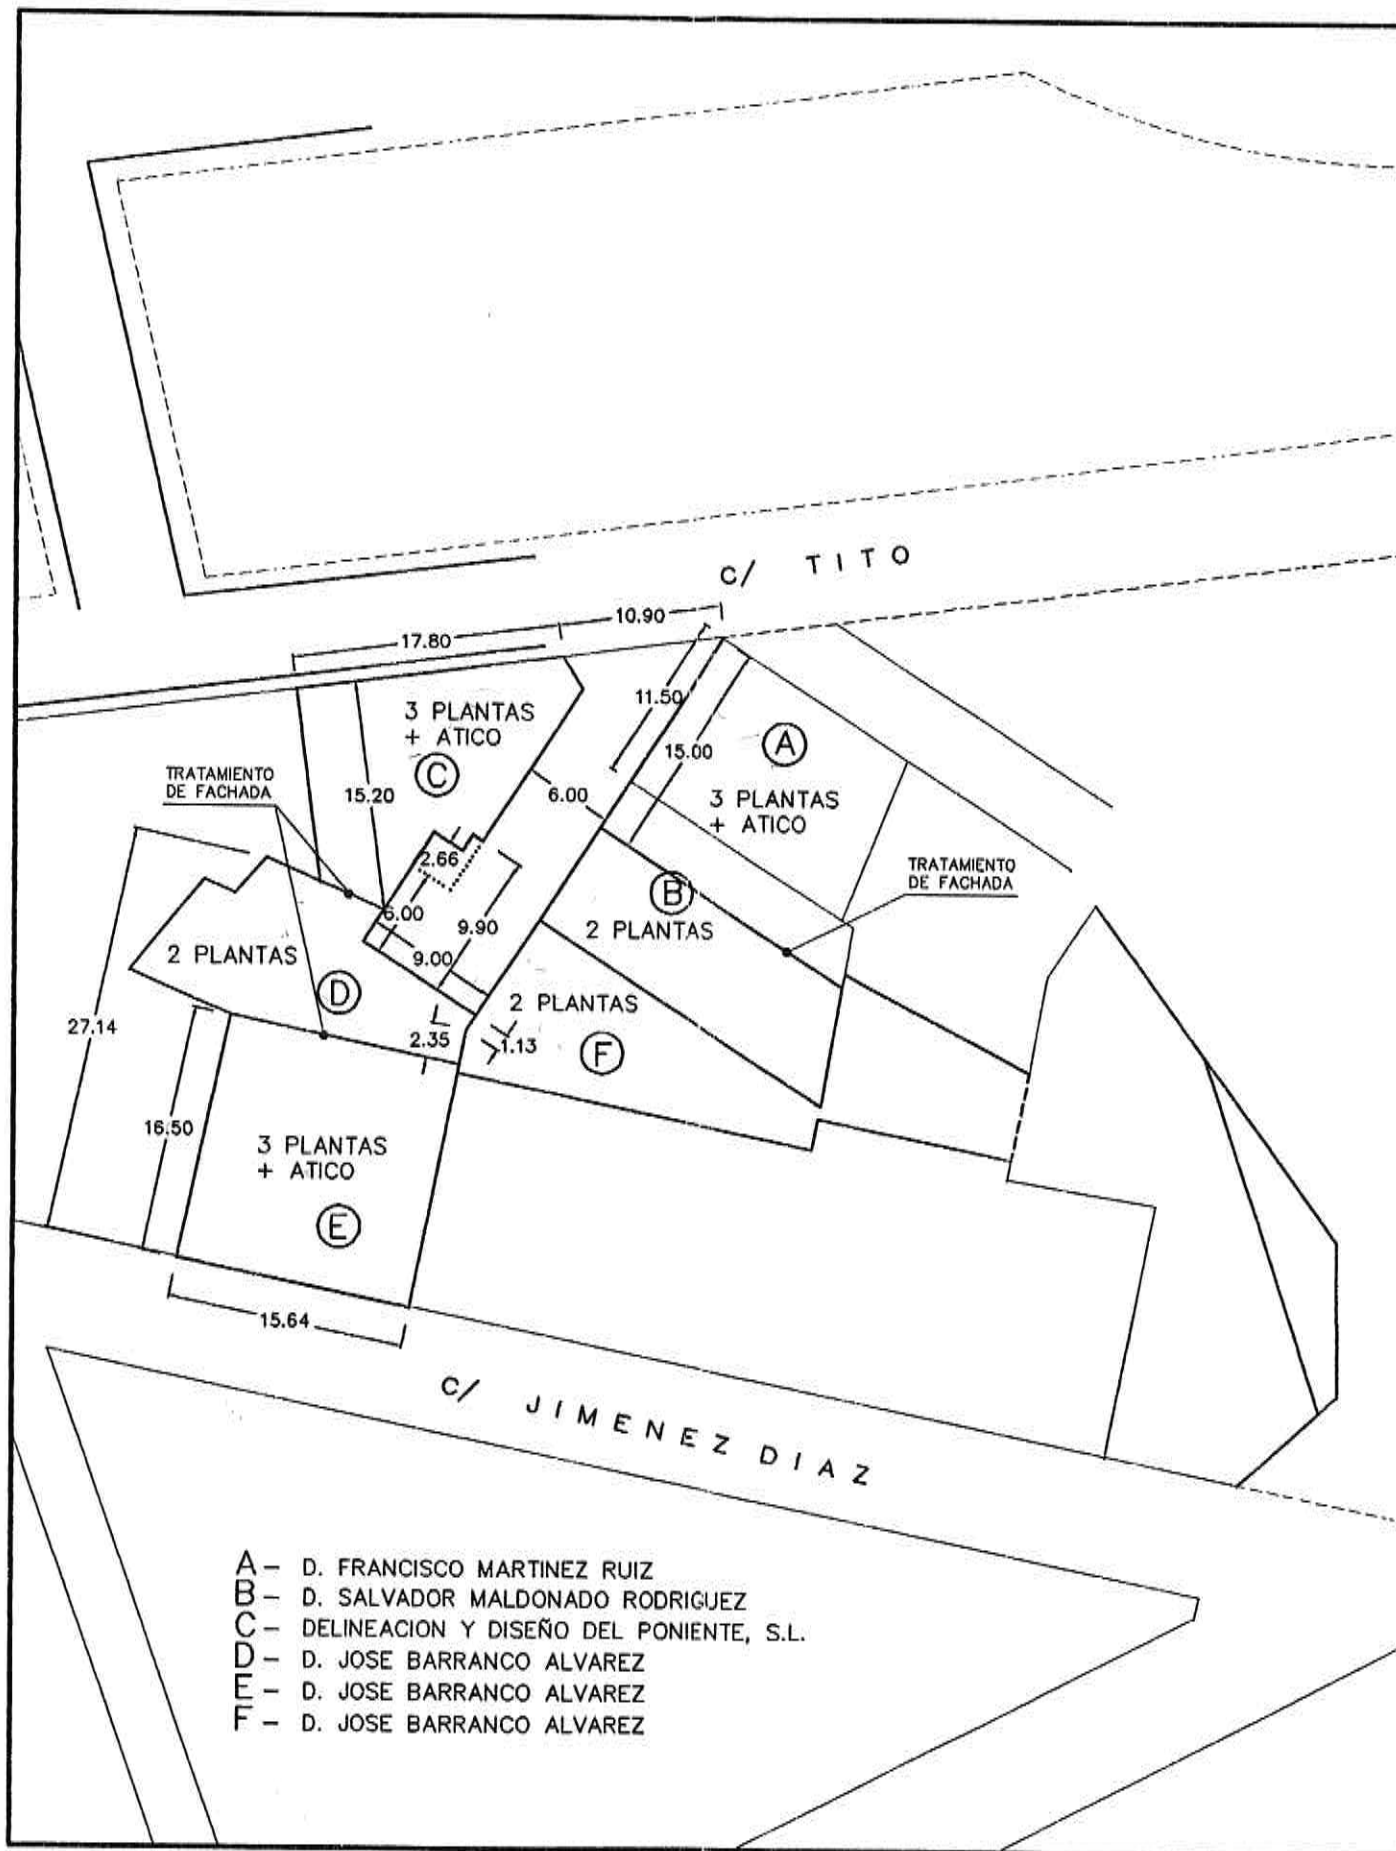 C/ TITO
10.90
17.80
11.50
3 PLANTAS
+ ATICO
C
15.00
A
TRATAMIENTO
DE FACHADA
15.20
6.00
3 PLANTAS
+ ATICO
2.66
TRATAMIENTO
DE FACHADA
B
6.00
9.90
2 PLANTAS
2 PLANTAS
9.00
D
2 PLANTAS
27.14
2.35
1.13
F
16.50
3 PLANTAS
+ ATICO
E
15.64
C/ JIMENEZ DIAZ
A – D. FRANCISCO MARTINEZ RUIZ
B – D. SALVADOR MALDONADO RODRIGUEZ
C – DELINEACION Y DISEÑO DEL PONIENTE, S.L.
D – D. JOSE BARRANCO ALVAREZ
E – D. JOSE BARRANCO ALVAREZ
F – D. JOSE BARRANCO ALVAREZ